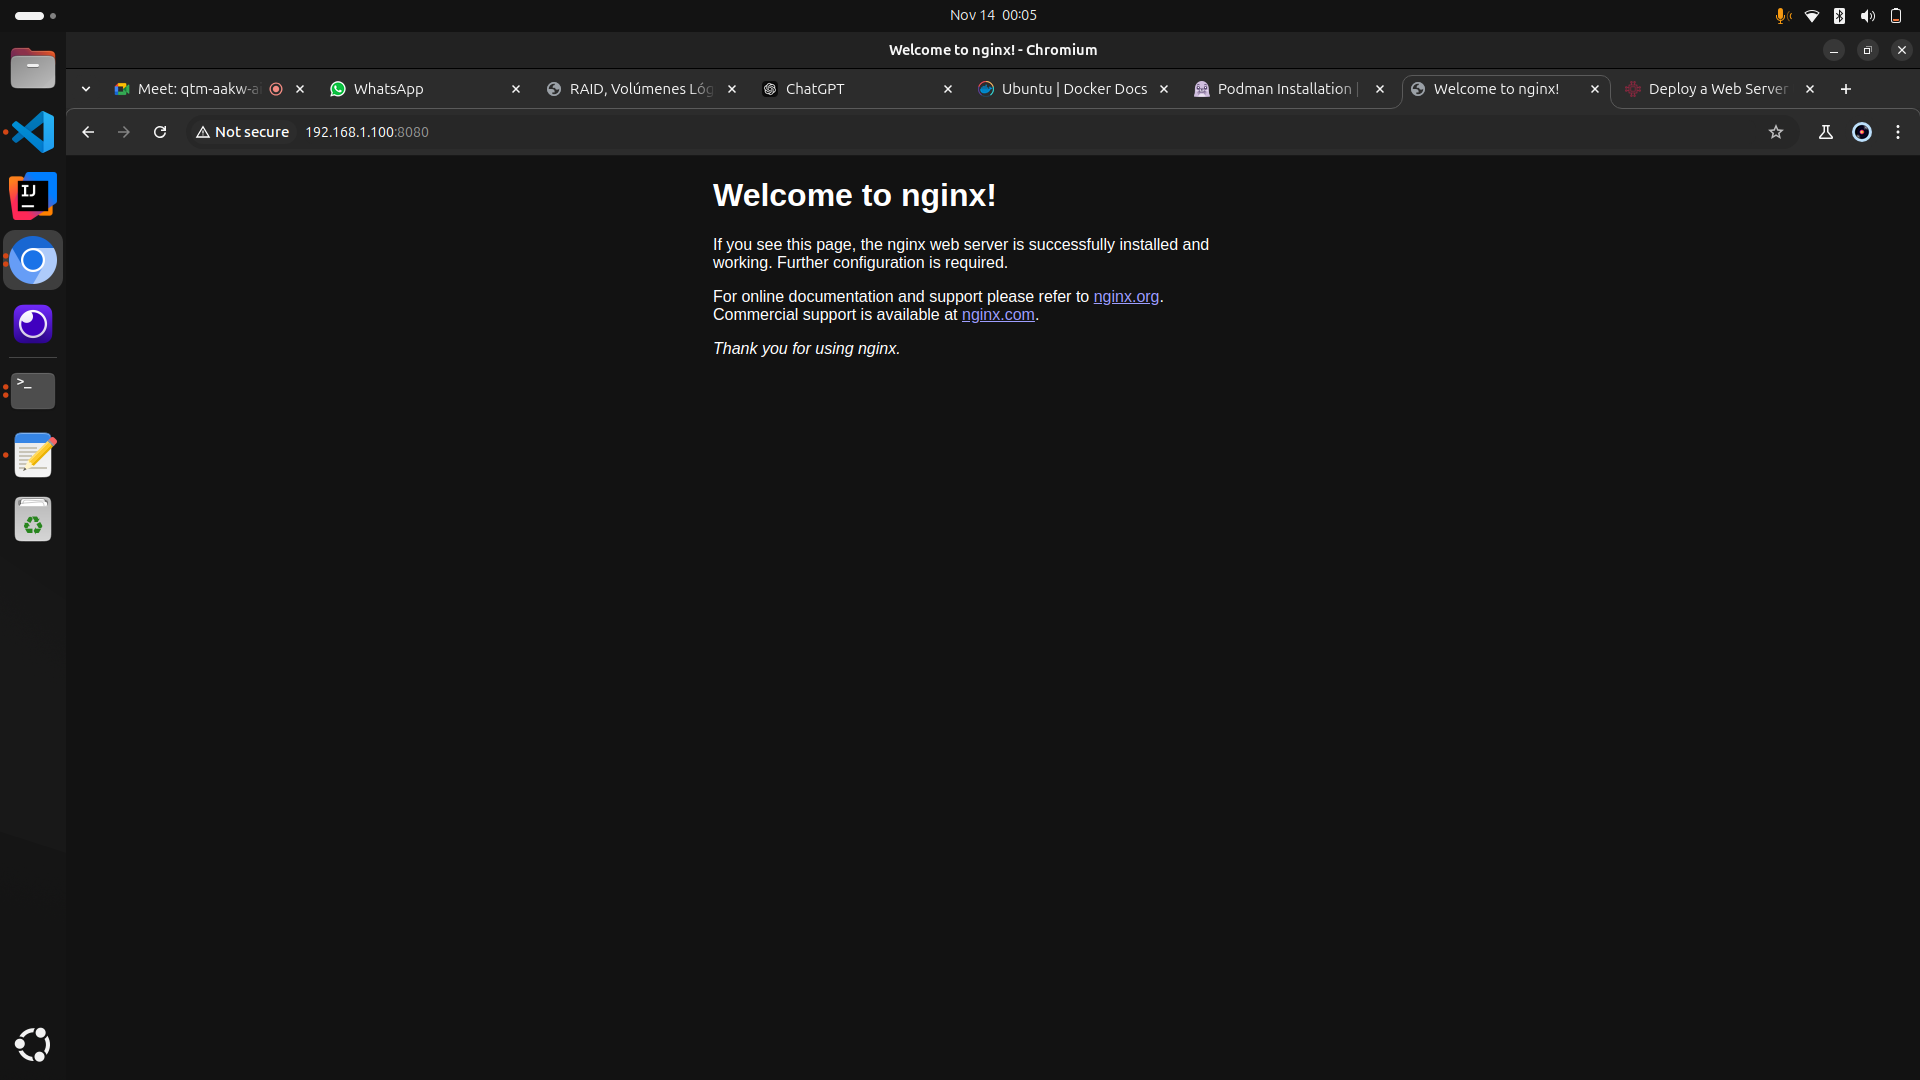 Nov 14 00:05
Welcome to nginx! - Chromium
Meet: qtm-aakw-a
WhatsApp
RAID, Volúmenes Lóg
ChatGPT
Ubuntu | Docker Docs
Podman Installation |
Welcome to nginx!
Deploy a Web Server
Not secure
192.168.1.100:8080
IJ
>_
Welcome to nginx!
If you see this page, the nginx web server is successfully installed and
working. Further configuration is required.
For online documentation and support please refer to nginx.org.
Commercial support is available at nginx.com.
Thank you for using nginx.